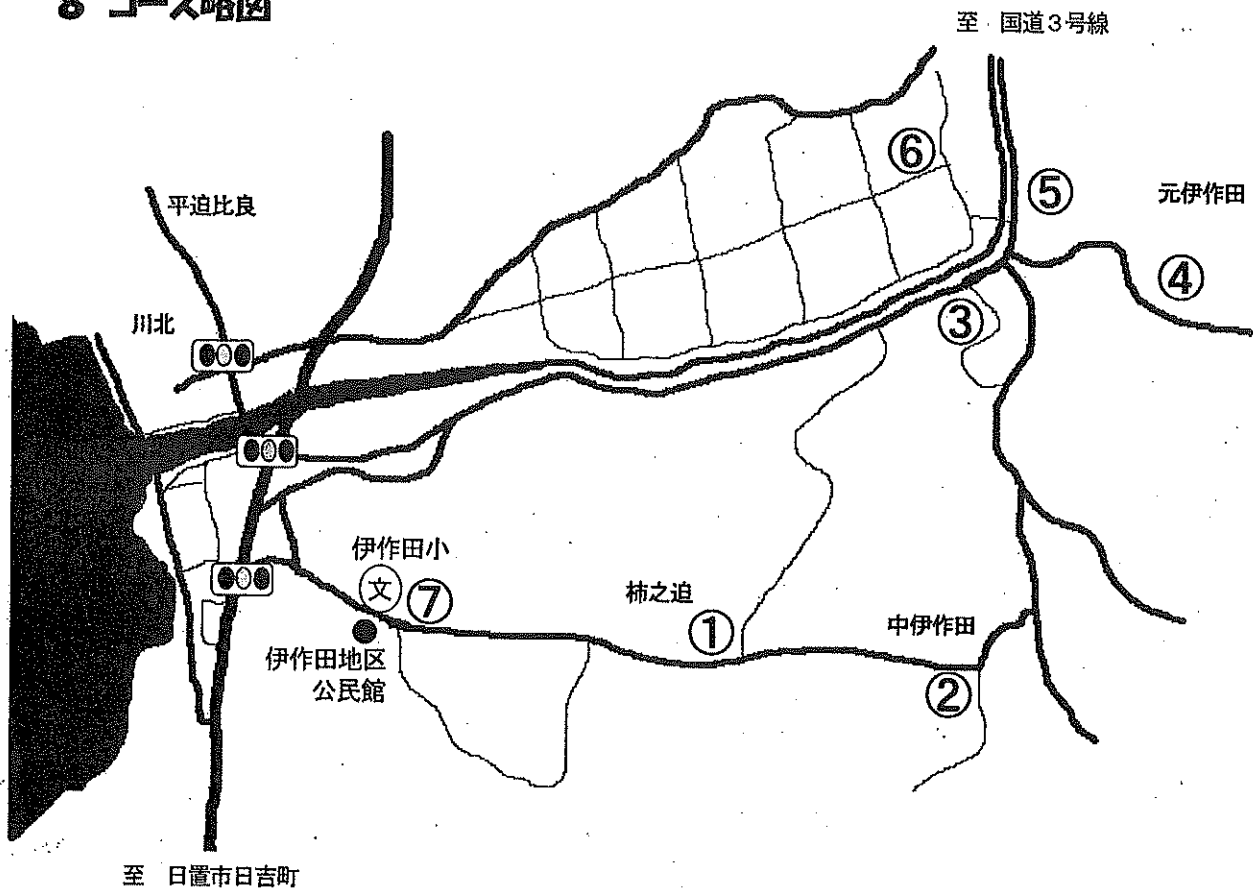 8 コース略図
至 国道3号線
平迫比良
⑥
⑤
元伊作田
④
川北
③
伊作田小
文
⑦
柿之迫
①
中伊作田
伊作田地区
公民館
②
至 日置市日吉町